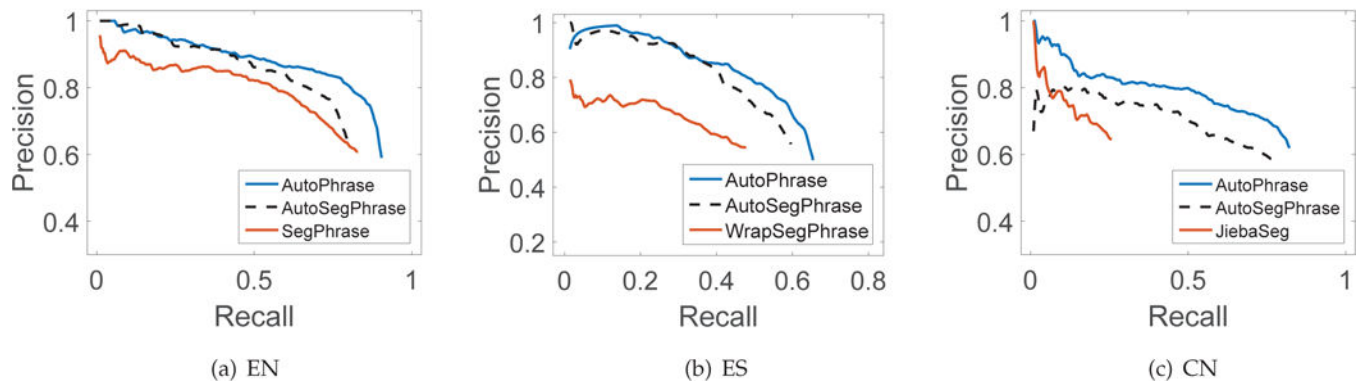 Precision
1
0.8
0.6
0.4
AutoPhrase
AutoSegPhrase
SegPhrase
0
0.5
1
Recall
(a) EN
Precision
1
0.8
0.6
0.4
0.2
AutoPhrase
AutoSegPhrase
WrapSegPhrase
0
0.2
0.4
0.6
0.8
Recall
(b) ES
Precision
1
0.8
0.6
0.4
AutoPhrase
AutoSegPhrase
JiebaSeg
0
0.5
1
Recall
(c) CN